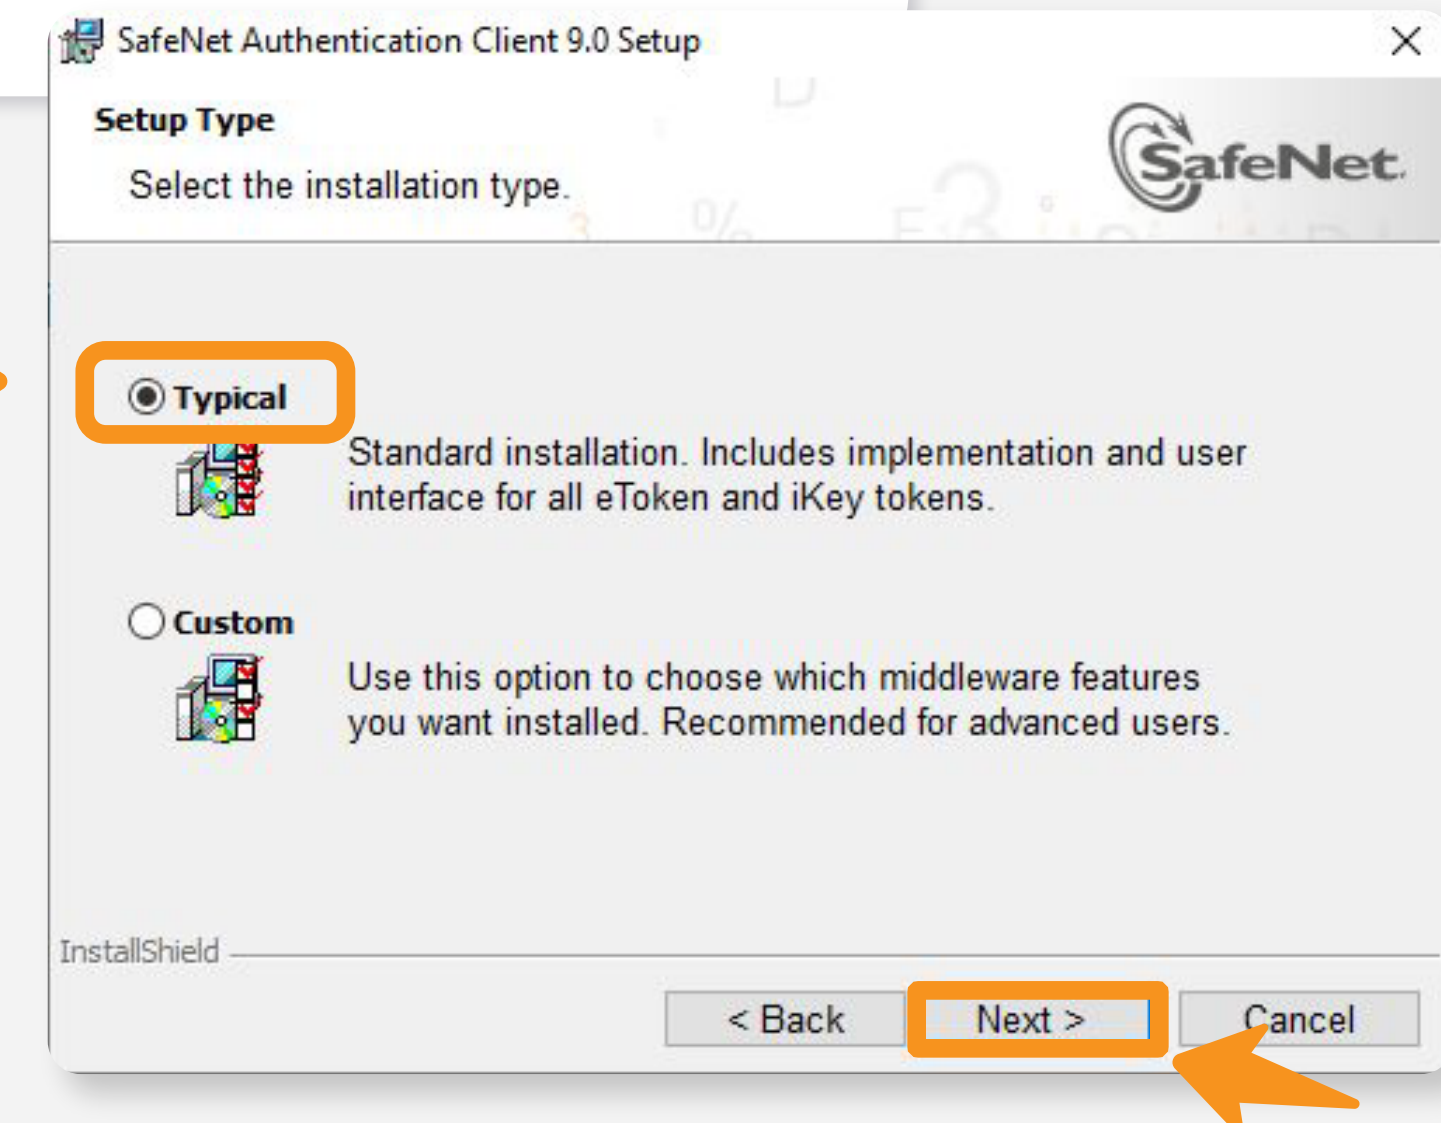 SafeNet Authentication Client 9.0 Setup
Setup Type
Select the installation type.
SafeNet.
Typical
Standard installation. Includes implementation and user
interface for all eToken and iKey tokens.
Custom
Use this option to choose which middleware features
you want installed. Recommended for advanced users.
InstallShield
< Back
Next >
Cancel